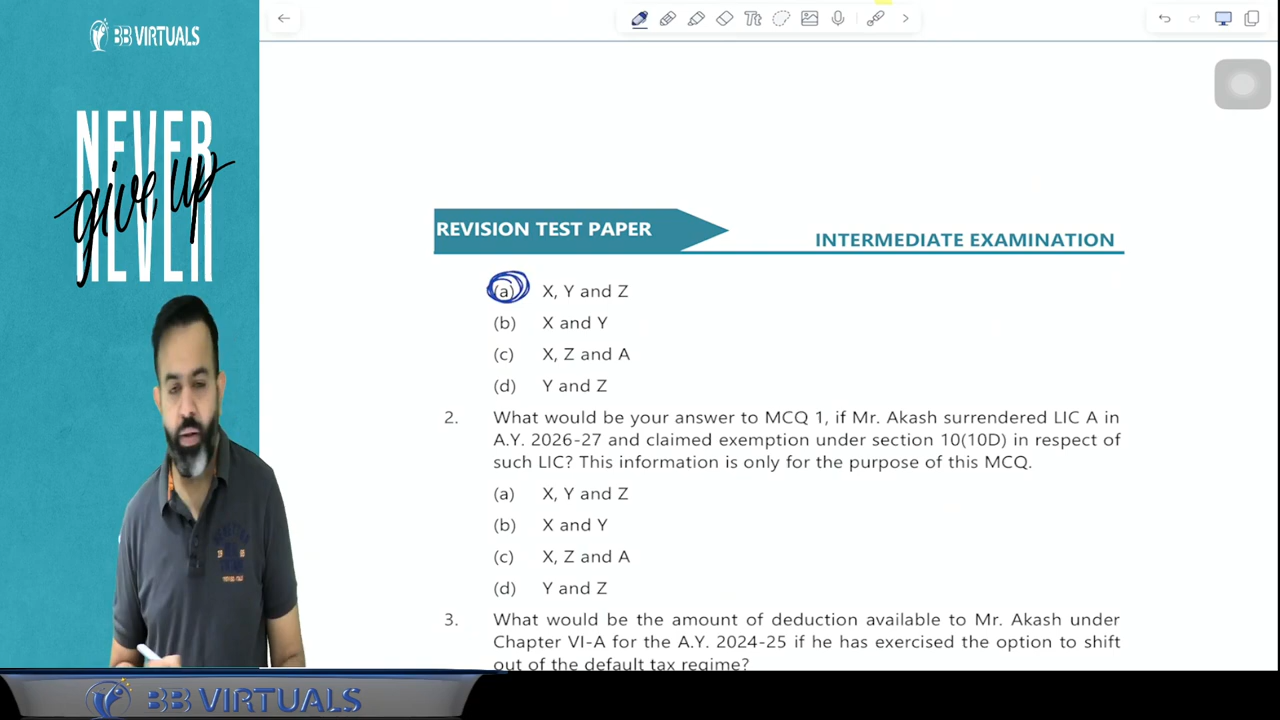 BB VIRTUALS
NEVER
give up
NEVER
REVISION TEST PAPER
INTERMEDIATE EXAMINATION
(a) X, Y and Z
(b) X and Y
(c) X, Z and A
(d) Y and Z
2. What would be your answer to MCQ 1, if Mr. Akash surrendered LIC A in
A.Y. 2026-27 and claimed exemption under section 10(10D) in respect of
such LIC? This information is only for the purpose of this MCQ.
(a) X, Y and Z
(b) X and Y
(c) X, Z and A
(d) Y and Z
3. What would be the amount of deduction available to Mr. Akash under
Chapter VI-A for the A.Y. 2024-25 if he has exercised the option to shift
out of the default tax regime?
BB VIRTUALS